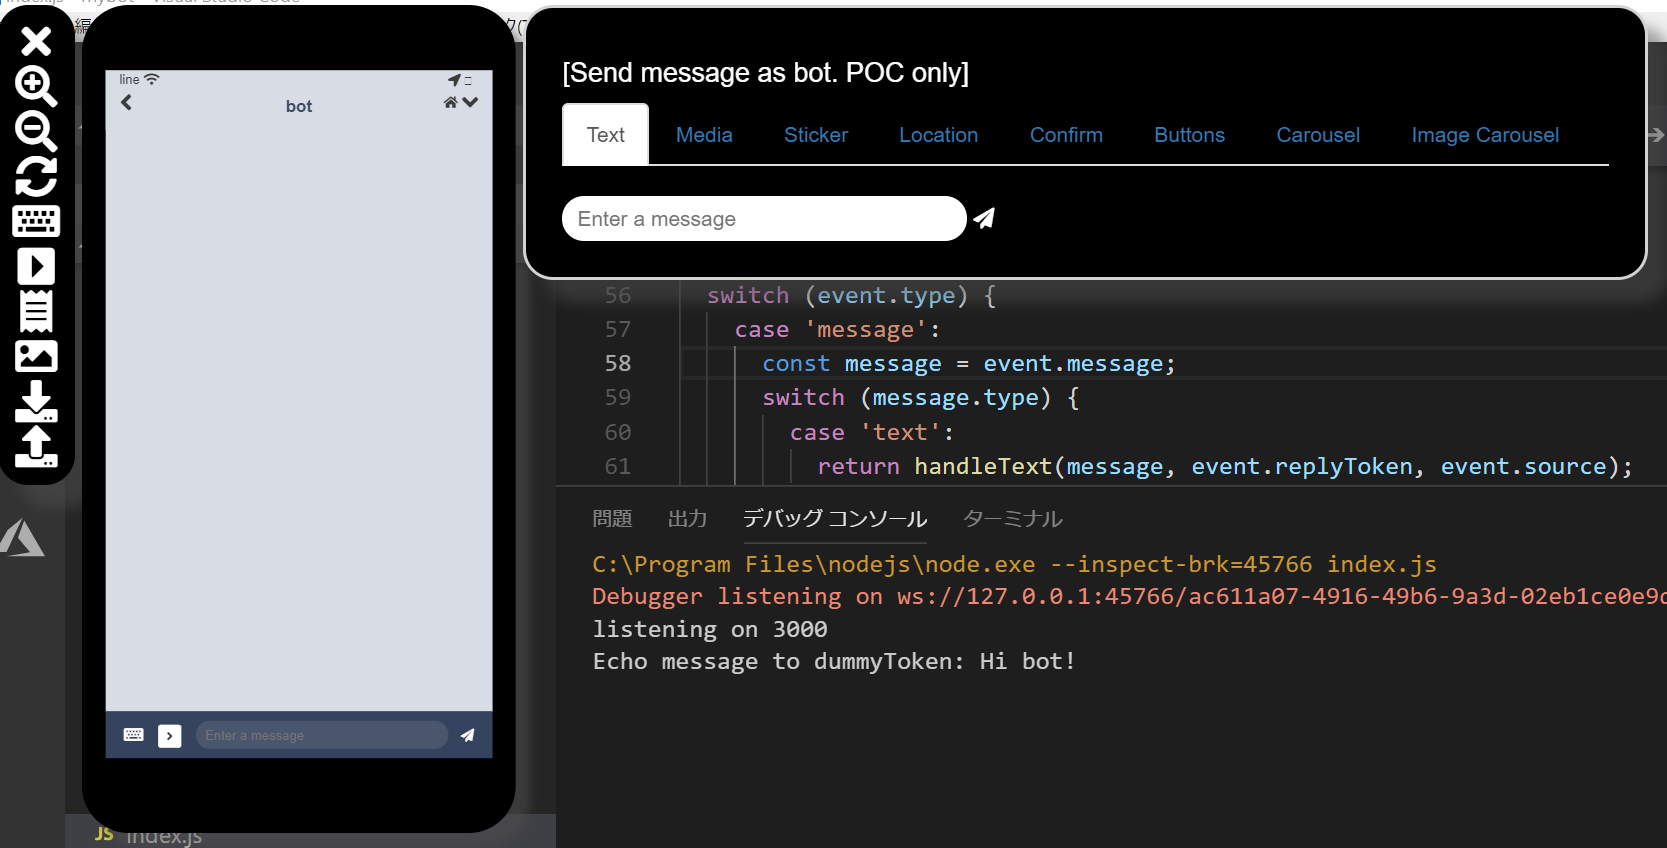 line
bot
Enter a message
[Send message as bot. POC only]
Text Media Sticker Location Confirm Buttons Carousel Image Carousel
Enter a message
56 switch (event.type) {
57 case 'message':
58 const message = event.message;
59 switch (message.type) {
60 case 'text':
61 return handleText(message, event.replyToken, event.source);
問題 出力 デバッグ コンソール ターミナル
C:\Program Files\nodejs\node.exe --inspect-brk=45766 index.js
Debugger listening on ws://127.0.0.1:45766/ac611a07-4916-49b6-9a3d-02eb1ce0e9
listening on 3000
Echo message to dummyToken: Hi bot!
JS index.js